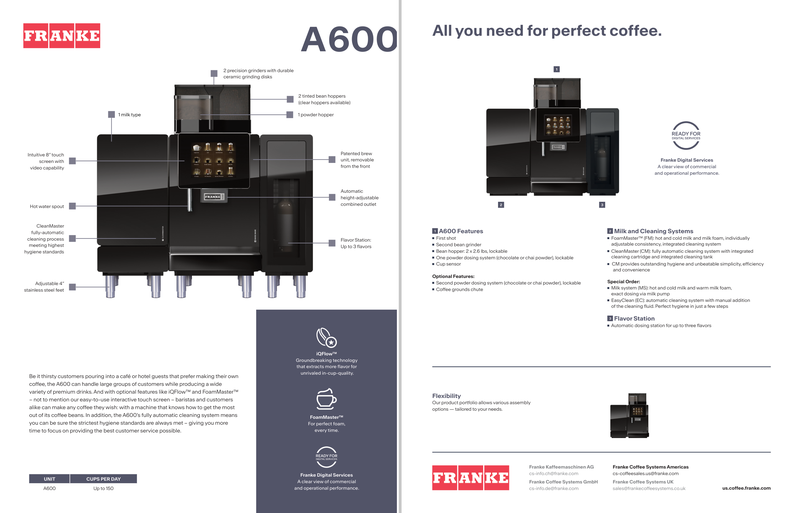 FRANKE
A600
2 precision grinders with durable
ceramic grinding disks
2 tinted bean hoppers
(clear hoppers available)
1 powder hopper
1 milk type
Intuitive 8" touch
screen with
video capability
Patented brew
unit, removable
from the front
Automatic
height-adjustable
combined outlet
Hot water spout
CleanMaster
fully-automatic
cleaning process
meeting highest
hygiene standards
Flavor Station:
Up to 3 flavors
Adjustable 4"
stainless steel feet
Be it thirsty customers pouring into a café or hotel guests that prefer making their own
coffee, the A600 can handle large groups of customers while producing a wide
variety of premium drinks. And with optional features like iQFlow™ and FoamMaster™
– not to mention our easy-to-use interactive touch screen – baristas and customers
alike can make any coffee they wish: with a machine that knows how to get the most
out of its coffee beans. In addition, the A600's fully automatic cleaning system means
you can be sure the strictest hygiene standards are always met – giving you more
time to focus on providing the best customer service possible.
UNIT CUPS PER DAY
A600 Up to 150
iQFlow™
Groundbreaking technology
that extracts more flavor for
unrivaled in-cup-quality.
FoamMaster™
For perfect foam,
every time.
READY FOR
DIGITAL SERVICES
Franke Digital Services
A clear view of commercial
and operational performance.
All you need for perfect coffee.
1
2
3
READY FOR
DIGITAL SERVICES
Franke Digital Services
A clear view of commercial
and operational performance.
1 A600 Features
• First shot
• Second bean grinder
• Bean hopper: 2 x 2.6 lbs, lockable
• One powder dosing system (chocolate or chai powder), lockable
• Cup sensor
Optional Features:
• Second powder dosing system (chocolate or chai powder), lockable
• Coffee grounds chute
2 Milk and Cleaning Systems
• FoamMaster™ (FM): hot and cold milk and milk foam, individually
adjustable consistency, integrated cleaning system
• CleanMaster (CM): fully automatic cleaning system with integrated
cleaning cartridge and integrated cleaning tank
• CM provides outstanding hygiene and unbeatable simplicity, efficiency
and convenience
Special Order:
• Milk system (MS): hot and cold milk and warm milk foam,
exact dosing via milk pump
• EasyClean (EC): automatic cleaning system with manual addition
of the cleaning fluid. Perfect hygiene in just a few steps
3 Flavor Station
• Automatic dosing station for up to three flavors
Flexibility
Our product portfolio allows various assembly
options — tailored to your needs.
FRANKE
Franke Kaffeemaschinen AG
cs-info.ch@franke.com
Franke Coffee Systems GmbH
cs-info.de@franke.com
Franke Coffee Systems Americas
cs-coffeesales.us@franke.com
Franke Coffee Systems UK
sales@frankecoffeesystems.co.uk
us.coffee.franke.com